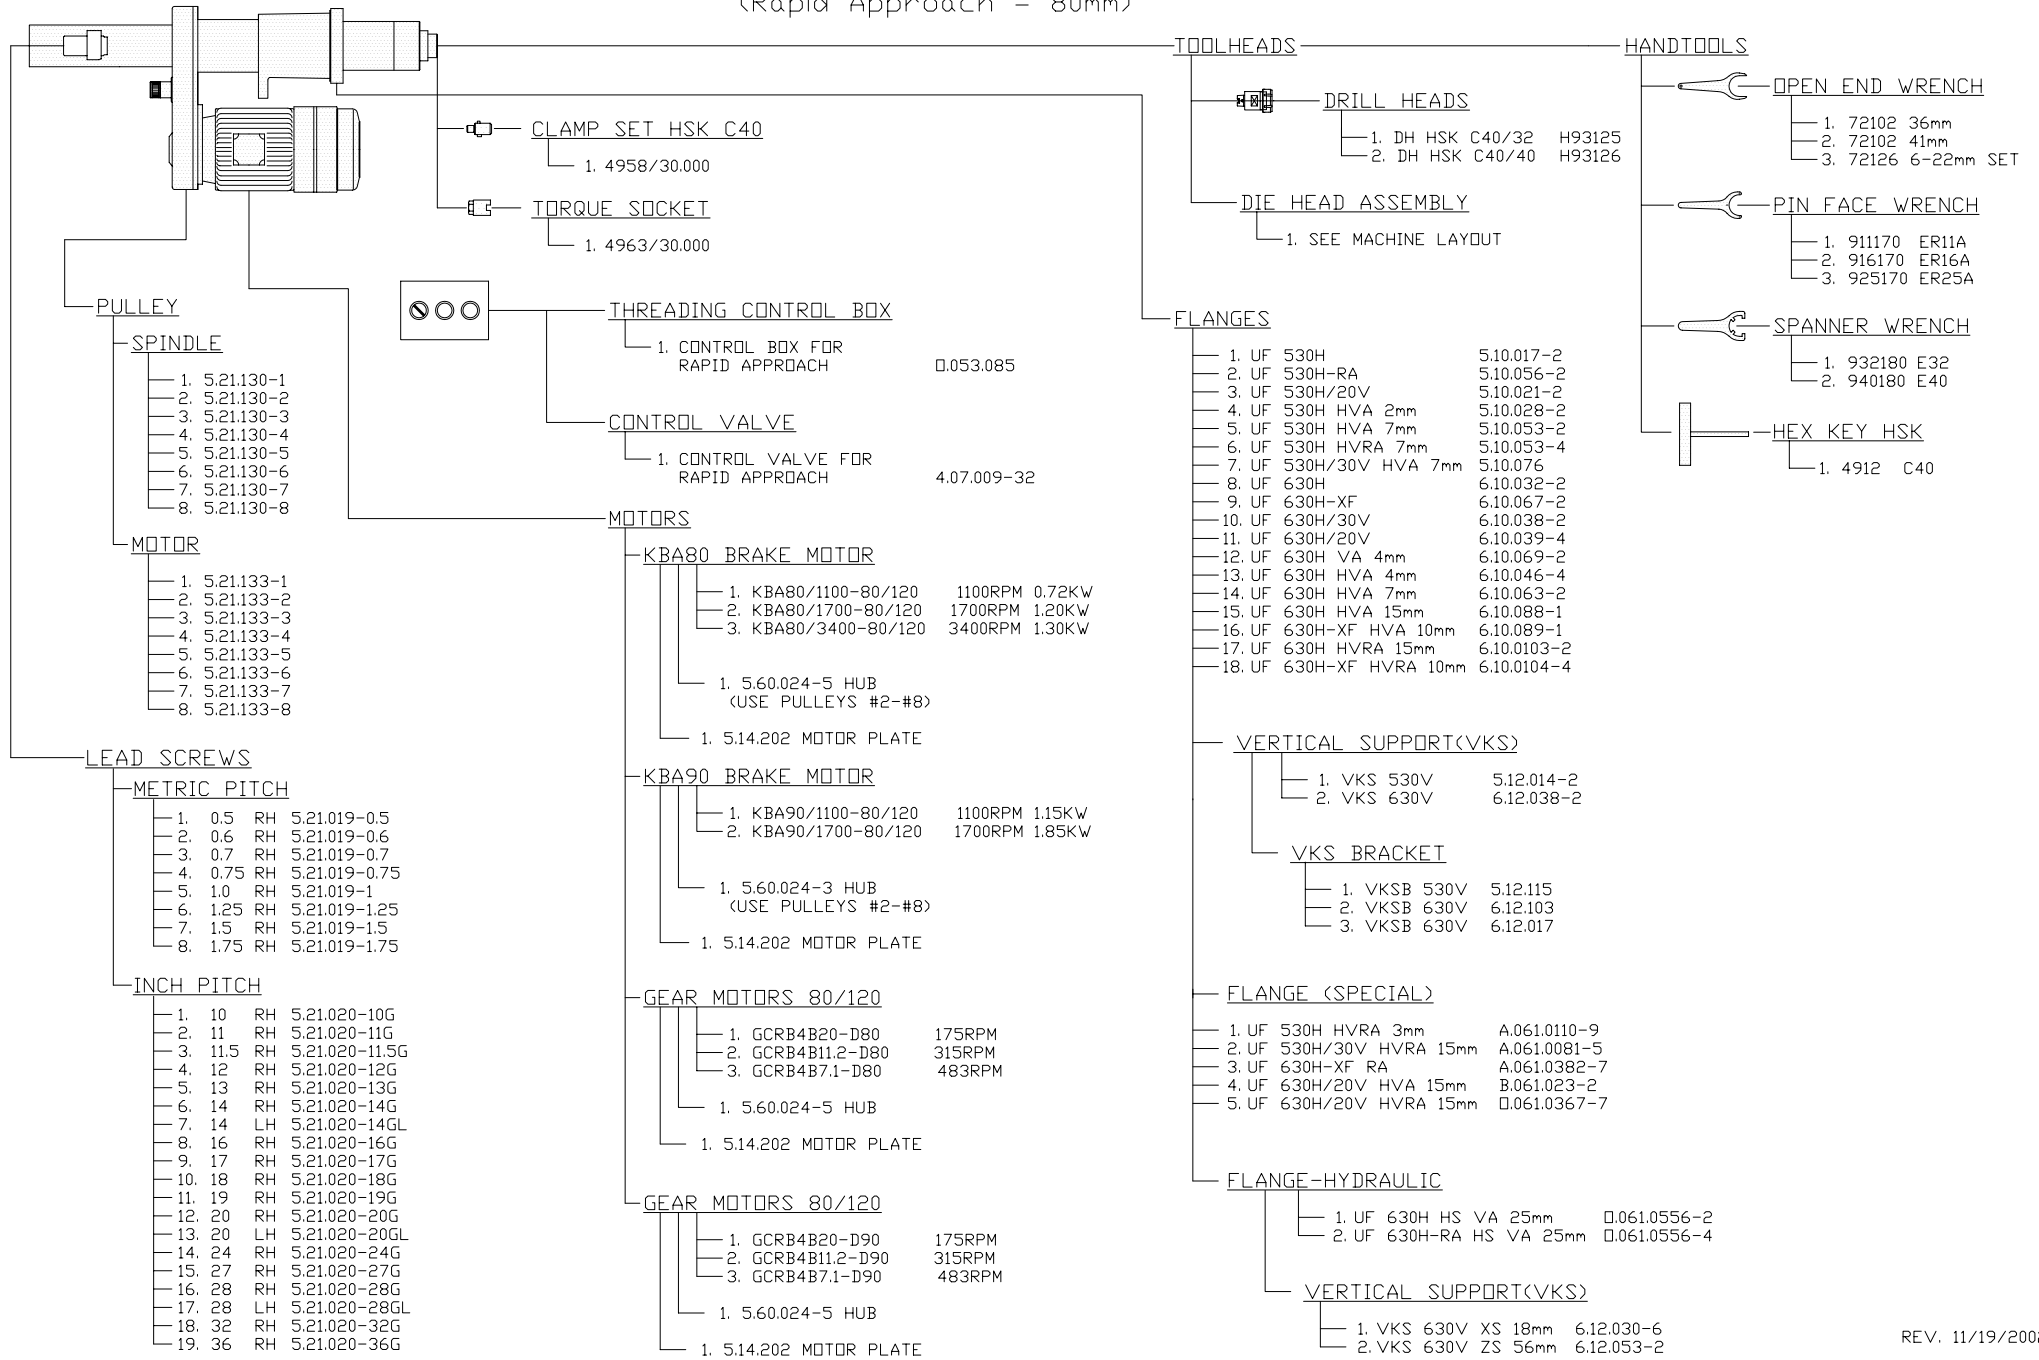 (Rapid Approach - 80mm)
TOOLHEADS
HANDTOOLS
CLAMP SET HSK C40
1. 4958/30.000
TORQUE SOCKET
1. 4963/30.000
DRILL HEADS
1. DH HSK C40/32 H93125
2. DH HSK C40/40 H93126
DIE HEAD ASSEMBLY
1. SEE MACHINE LAYOUT
OPEN END WRENCH
1. 72102 36mm
2. 72102 41mm
3. 72126 6-22mm SET
PIN FACE WRENCH
1. 911170 ER11A
2. 916170 ER16A
3. 925170 ER25A
SPANNER WRENCH
1. 932180 E32
2. 940180 E40
HEX KEY HSK
1. 4912 C40
PULLEY
SPINDLE
1. 5.21.130-1
2. 5.21.130-2
3. 5.21.130-3
4. 5.21.130-4
5. 5.21.130-5
6. 5.21.130-6
7. 5.21.130-7
8. 5.21.130-8
MOTOR
1. 5.21.133-1
2. 5.21.133-2
3. 5.21.133-3
4. 5.21.133-4
5. 5.21.133-5
6. 5.21.133-6
7. 5.21.133-7
8. 5.21.133-8
LEAD SCREWS
METRIC PITCH
1. 0.5 RH 5.21.019-0.5
2. 0.6 RH 5.21.019-0.6
3. 0.7 RH 5.21.019-0.7
4. 0.75 RH 5.21.019-0.75
5. 1.0 RH 5.21.019-1
6. 1.25 RH 5.21.019-1.25
7. 1.5 RH 5.21.019-1.5
8. 1.75 RH 5.21.019-1.75
INCH PITCH
1. 10 RH 5.21.020-10G
2. 11 RH 5.21.020-11G
3. 11.5 RH 5.21.020-11.5G
4. 12 RH 5.21.020-12G
5. 13 RH 5.21.020-13G
6. 14 RH 5.21.020-14G
7. 14 LH 5.21.020-14GL
8. 16 RH 5.21.020-16G
9. 17 RH 5.21.020-17G
10. 18 RH 5.21.020-18G
11. 19 RH 5.21.020-19G
12. 20 RH 5.21.020-20G
13. 20 LH 5.21.020-20GL
14. 24 RH 5.21.020-24G
15. 27 RH 5.21.020-27G
16. 28 RH 5.21.020-28G
17. 28 LH 5.21.020-28GL
18. 32 RH 5.21.020-32G
19. 36 RH 5.21.020-36G
THREADING CONTROL BOX
1. CONTROL BOX FOR
RAPID APPROACH O.053.085
CONTROL VALVE
1. CONTROL VALVE FOR
RAPID APPROACH 4.07.009-32
MOTORS
KBA80 BRAKE MOTOR
1. KBA80/1100-80/120 1100RPM 0.72KW
2. KBA80/1700-80/120 1700RPM 1.20KW
3. KBA80/3400-80/120 3400RPM 1.30KW
1. 5.60.024-5 HUB
(USE PULLEYS #2-#8)
1. 5.14.202 MOTOR PLATE
KBA90 BRAKE MOTOR
1. KBA90/1100-80/120 1100RPM 1.15KW
2. KBA90/1700-80/120 1700RPM 1.85KW
1. 5.60.024-3 HUB
(USE PULLEYS #2-#8)
1. 5.14.202 MOTOR PLATE
GEAR MOTORS 80/120
1. GCRB4B20-D80 175RPM
2. GCRB4B11.2-D80 315RPM
3. GCRB4B7.1-D80 483RPM
1. 5.60.024-5 HUB
1. 5.14.202 MOTOR PLATE
GEAR MOTORS 80/120
1. GCRB4B20-D90 175RPM
2. GCRB4B11.2-D90 315RPM
3. GCRB4B7.1-D90 483RPM
1. 5.60.024-5 HUB
1. 5.14.202 MOTOR PLATE
FLANGES
1. UF 530H 5.10.017-2
2. UF 530H-RA 5.10.056-2
3. UF 530H/20V 5.10.021-2
4. UF 530H HVA 2mm 5.10.028-2
5. UF 530H HVA 7mm 5.10.053-2
6. UF 530H HVRA 7mm 5.10.053-4
7. UF 530H/30V HVA 7mm 5.10.076
8. UF 630H 6.10.032-2
9. UF 630H-XF 6.10.067-2
10. UF 630H/30V 6.10.038-2
11. UF 630H/20V 6.10.039-4
12. UF 630H VA 4mm 6.10.069-2
13. UF 630H HVA 4mm 6.10.046-4
14. UF 630H HVA 7mm 6.10.063-2
15. UF 630H HVA 15mm 6.10.088-1
16. UF 630H-XF HVA 10mm 6.10.089-1
17. UF 630H HVRA 15mm 6.10.0103-2
18. UF 630H-XF HVRA 10mm 6.10.0104-4
VERTICAL SUPPORT(VKS)
1. VKS 530V 5.12.014-2
2. VKS 630V 6.12.038-2
VKS BRACKET
1. VKSB 530V 5.12.115
2. VKSB 630V 6.12.103
3. VKSB 630V 6.12.017
FLANGE (SPECIAL)
1. UF 530H HVRA 3mm A.061.0110-9
2. UF 530H/30V HVRA 15mm A.061.0081-5
3. UF 630H-XF RA A.061.0382-7
4. UF 630H/20V HVA 15mm B.061.023-2
5. UF 630H/20V HVRA 15mm O.061.0367-7
FLANGE-HYDRAULIC
1. UF 630H HS VA 25mm O.061.0556-2
2. UF 630H-RA HS VA 25mm O.061.0556-4
VERTICAL SUPPORT(VKS)
1. VKS 630V XS 18mm 6.12.030-6
2. VKS 630V ZS 56mm 6.12.053-2
REV. 11/19/200